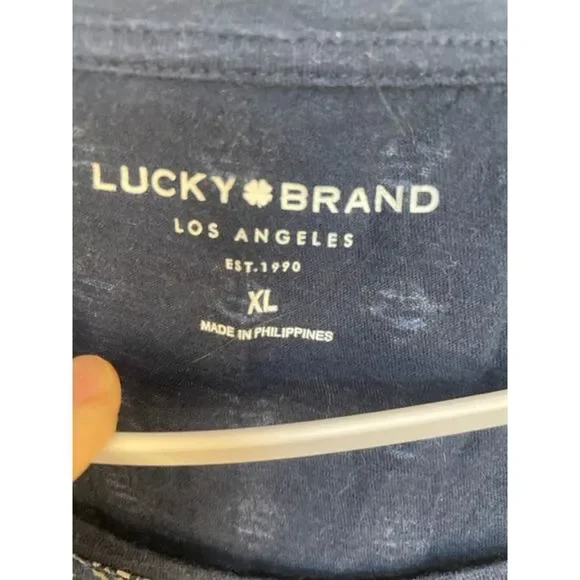 LUCKY BRAND
LOS ANGELES
EST. 1990
XL
MADE IN PHILIPPINES